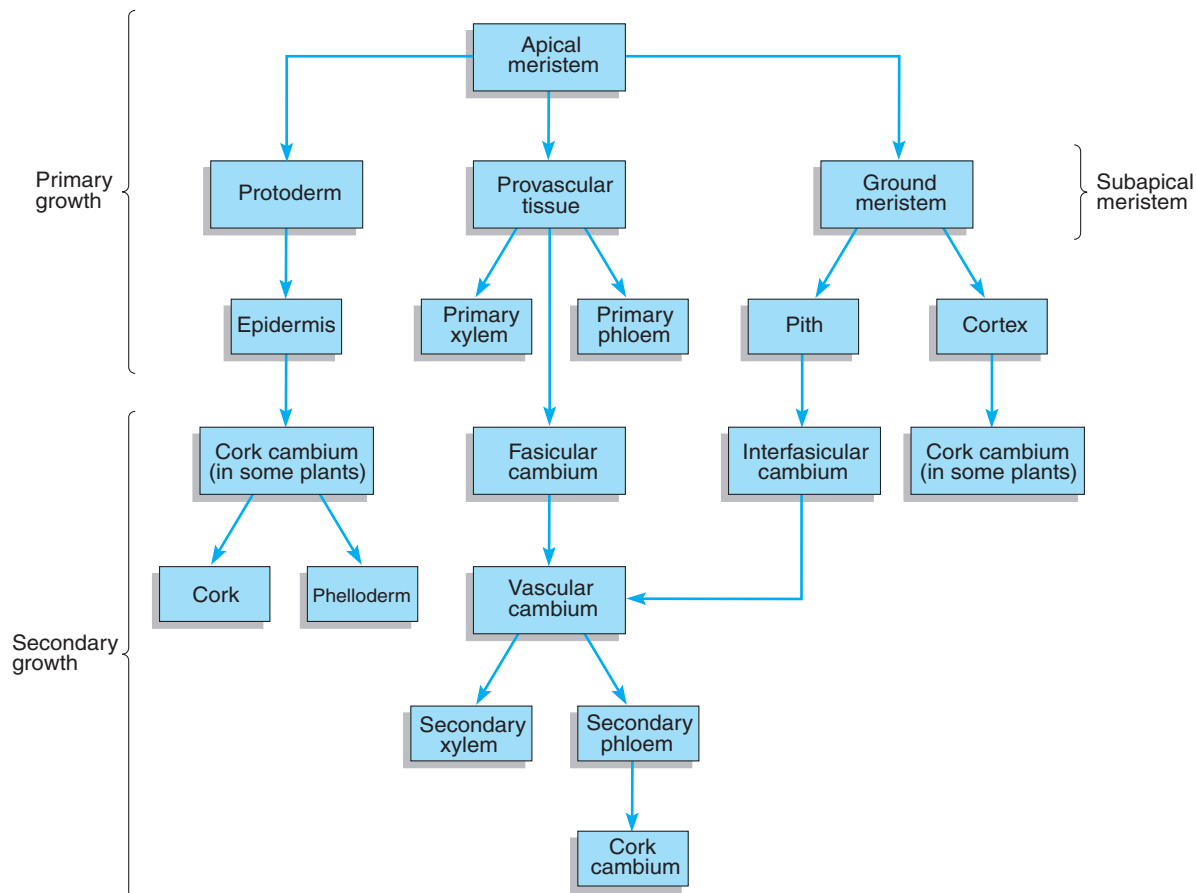 Apical
meristem
Primary
growth
Protoderm
Provascular
tissue
Ground
meristem
Subapical
meristem
Epidermis
Primary
xylem
Primary
phloem
Pith
Cortex
Secondary
growth
Cork cambium
(in some plants)
Fasicular
cambium
Interfasicular
cambium
Cork cambium
(in some plants)
Cork
Phelloderm
Vascular
cambium
Secondary
xylem
Secondary
phloem
Cork
cambium